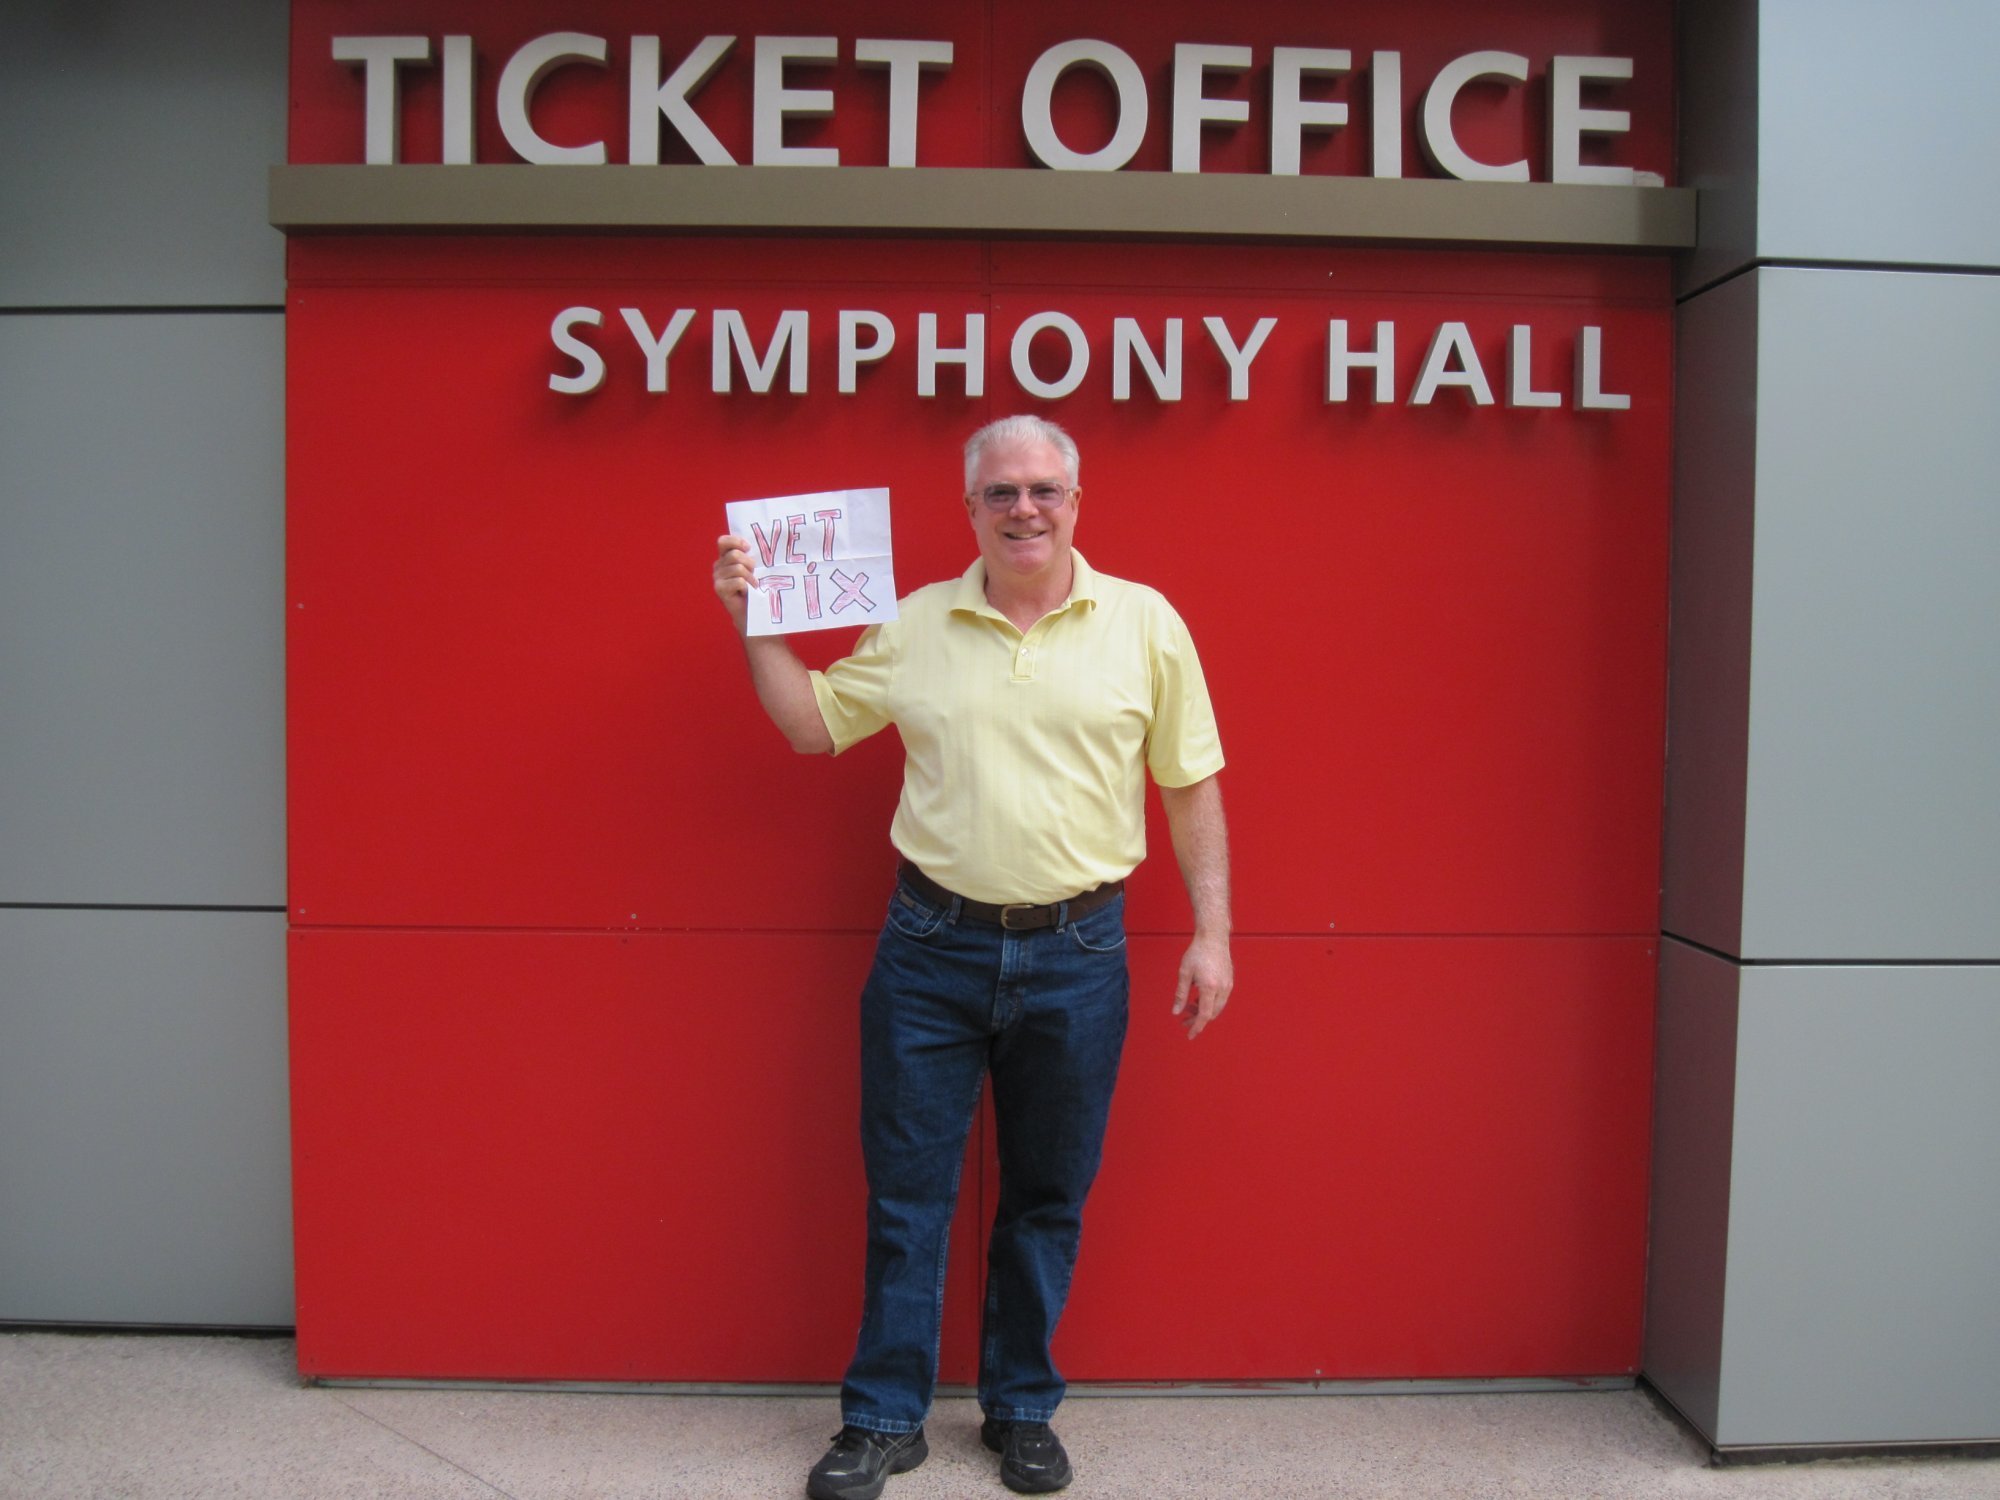 TICKET OFFICE
SYMPHONY HALL
VET
TiX